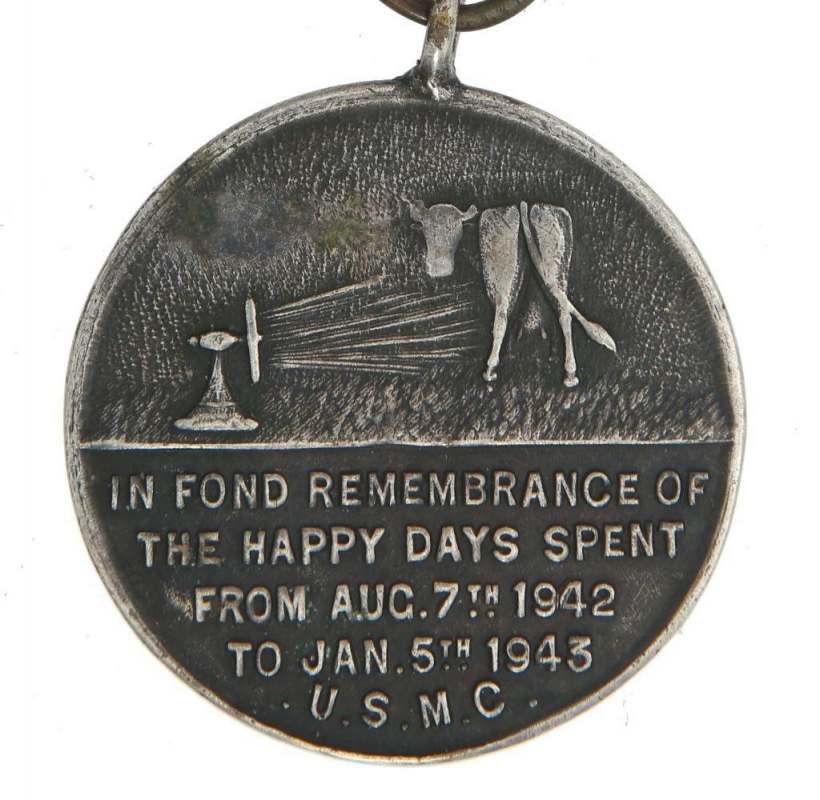 IN FOND REMEMBRANCE OF
THE HAPPY DAYS SPENT
FROM AUG. 7TH 1942
TO JAN. 5TH 1943
· U.S.M.C. ·